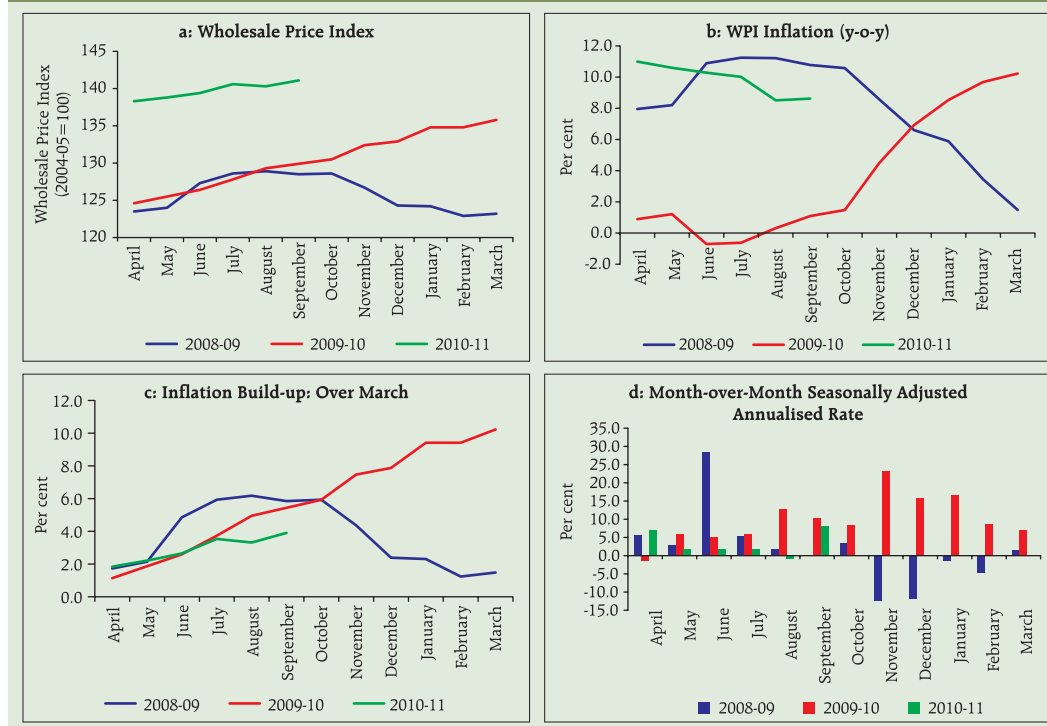 a: Wholesale Price Index
Wholesale Price Index
(2004-05=100)
145
140
135
130
125
120
April
May
June
July
August
September
October
November
December
January
February
March
2008-09 2009-10 2010-11
b: WPI Inflation (y-o-y)
Per cent
12.0
10.0
8.0
6.0
4.0
2.0
0.0
-2.0
April
May
June
July
August
September
October
November
December
January
February
March
2008-09 2009-10 2010-11
c: Inflation Build-up: Over March
Per cent
12.0
10.0
8.0
6.0
4.0
2.0
0.0
April
May
June
July
August
September
October
November
December
January
February
March
2008-09 2009-10 2010-11
d: Month-over-Month Seasonally Adjusted
Annualised Rate
Per cent
35.0
30.0
25.0
20.0
15.0
10.0
5.0
0.0
-5.0
-10.0
-15.0
April
May
June
July
August
September
October
November
December
January
February
March
2008-09 2009-10 2010-11